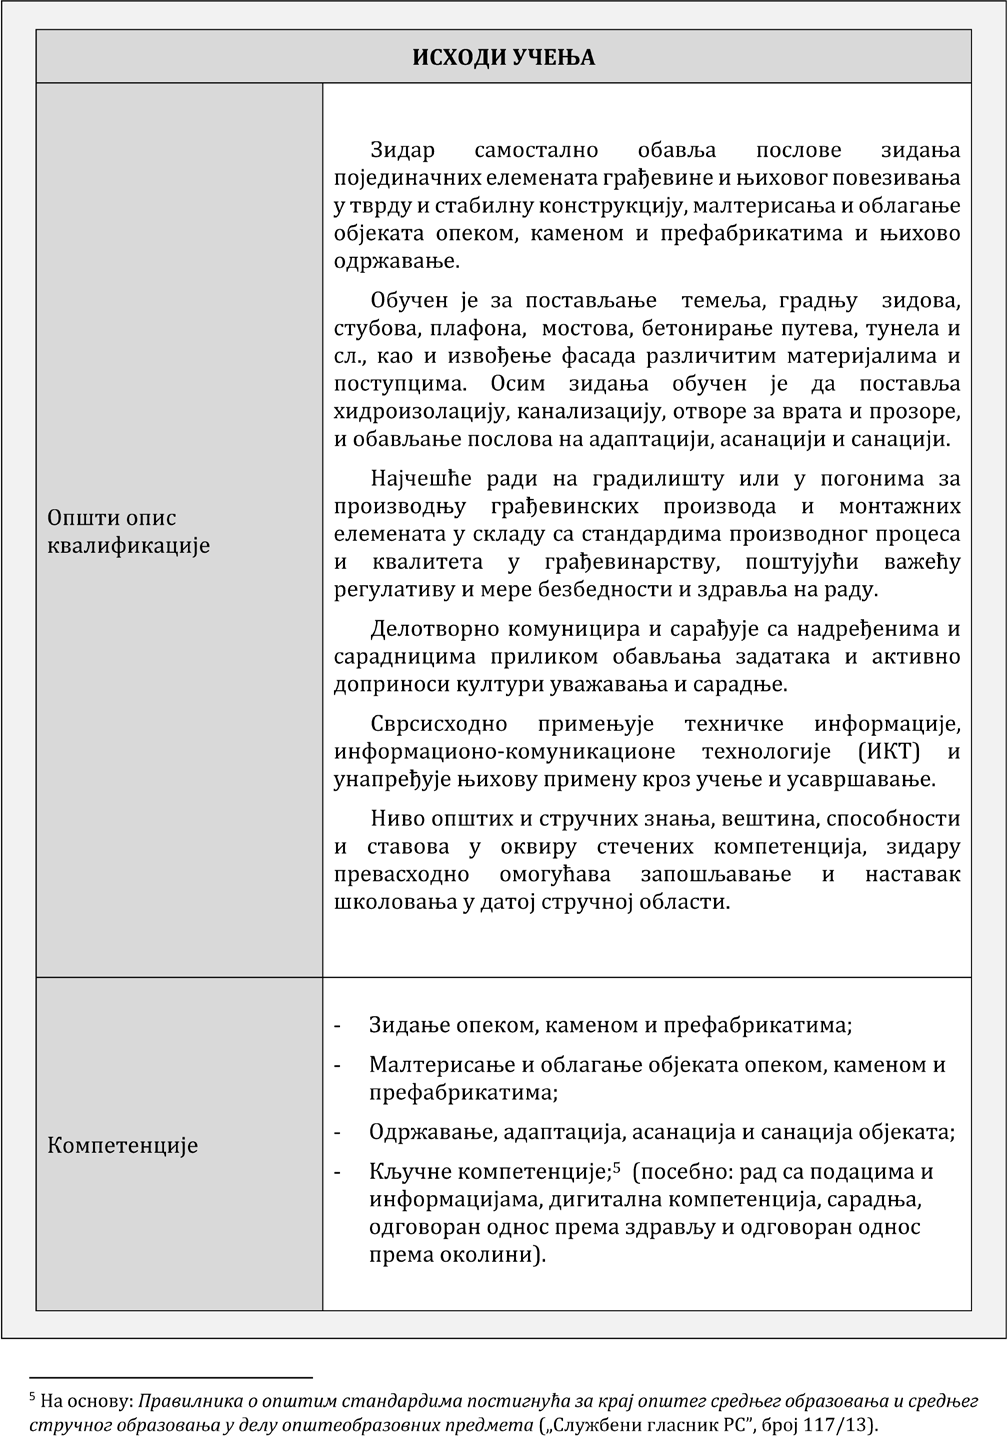 ИСХОДИ УЧЕЊА
Општи опис
квалификације
Зидар самостално обавља послове зидања
појединачних елемената грађевине и њиховог повезивања
у тврду и стабилну конструкцију, малтерисања и облагање
објеката опеком, каменом и префабрикатима и њихово
одржавање.
Обучен је за постављање темеља, градњу зидова,
стубова, плафона, мостова, бетонирање путева, тунела и
сл., као и извођење фасада различитим материјалима и
поступцима. Осим зидања обучен је да поставља
хидроизолацију, канализацију, отворе за врата и прозоре,
и обављање послова на адаптацији, асанацији и санацији.
Најчешће ради на градилишту или у погонима за
производњу грађевинских производа и монтажних
елемената у складу са стандардима производног процеса
и квалитета у грађевинарству, поштујући важећу
регулативу и мере безбедности и здравља на раду.
Делотворно комуницира и сарађује са надређенима и
сарадницима приликом обављања задатака и активно
доприноси култури уважавања и сарадње.
Сврсисходно примењује техничке информације,
информационо-комуникационе технологије (ИКТ) и
унапређује њихову примену кроз учење и усавршавање.
Ниво општих и стручних знања, вештина, способности
и ставова у оквиру стечених компетенција, зидару
превасходно омогућава запошљавање и наставак
школовања у датој стручној области.
Компетенције
- Зидање опеком, каменом и префабрикатима;
- Малтерисање и облагање објеката опеком, каменом и
префабрикатима;
- Одржавање, адаптација, асанација и санација објеката;
- Кључне компетенције;⁵ (посебно: рад са подацима и
информацијама, дигитална компетенција, сарадња,
одговоран однос према здрављу и одговоран однос
према околини).
⁵ На основу: Правилника о општим стандардима постигнућа за крај општег средњег образовања и средњег
стручног образовања у делу општеобразовних предмета („Службени гласник РС”, број 117/13).